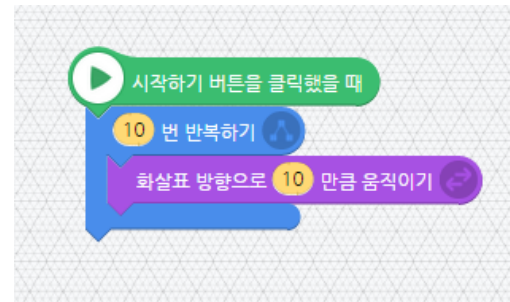 시작하기 버튼을 클릭했을 때
10 번 반복하기
화살표 방향으로 10 만큼 움직이기